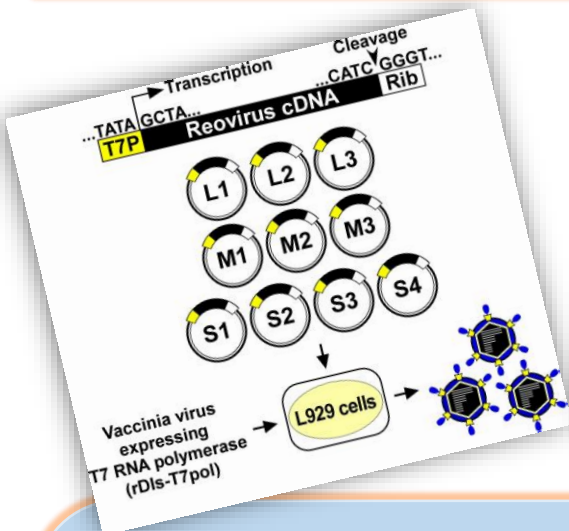 Transcription
Cleavage
...TATA GCTA...
...CATC GGGT...
T7P
Reovirus cDNA
Rib
L1 L2 L3
M1 M2 M3
S1 S2 S3 S4
Vaccinia virus
expressing
T7 RNA polymerase
(rDIs-T7pol)
L929 cells